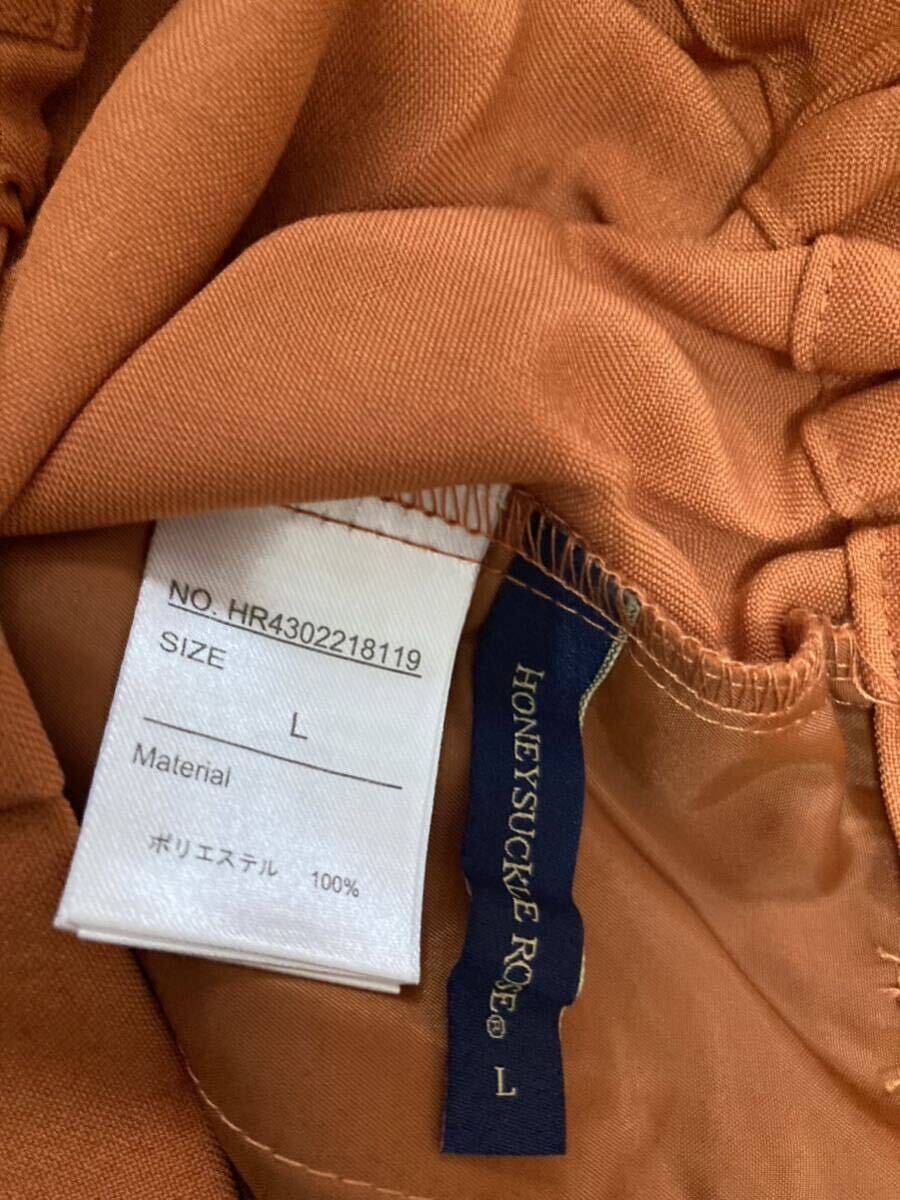 NO. HR4302218119
SIZE
L
Material
ポリエステル 100%
HONEYSUCKLE ROSE® L